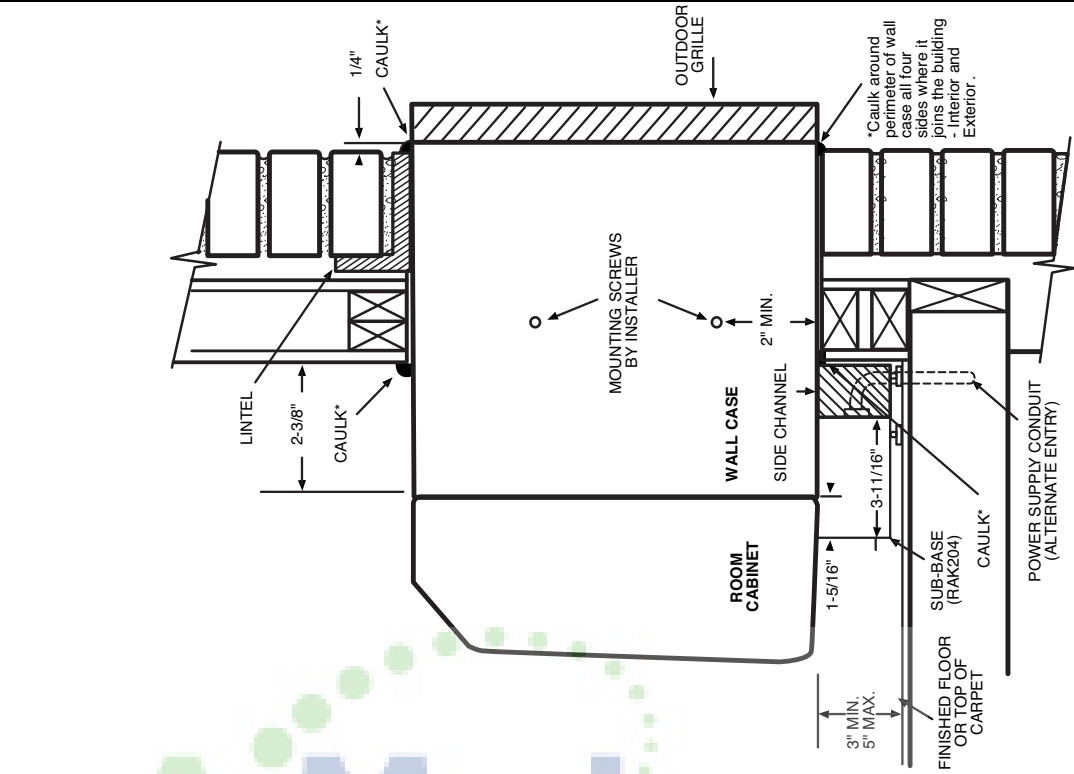 1/4"
CAULK*
OUTDOOR
GRILLE
*Caulk around
perimeter of wall
case all four
sides where it
joins the building
- Interior and
Exterior .
LINTEL
2-3/8"
CAULK*
MOUNTING SCREWS
BY INSTALLER
2" MIN.
WALL CASE
SIDE CHANNEL
ROOM
CABINET
1-5/16"
3-11/16"
SUB-BASE
(RAK204)
CAULK*
POWER SUPPLY CONDUIT
(ALTERNATE ENTRY)
3" MIN.
5" MAX.
FINISHED FLOOR
OR TOP OF
CARPET